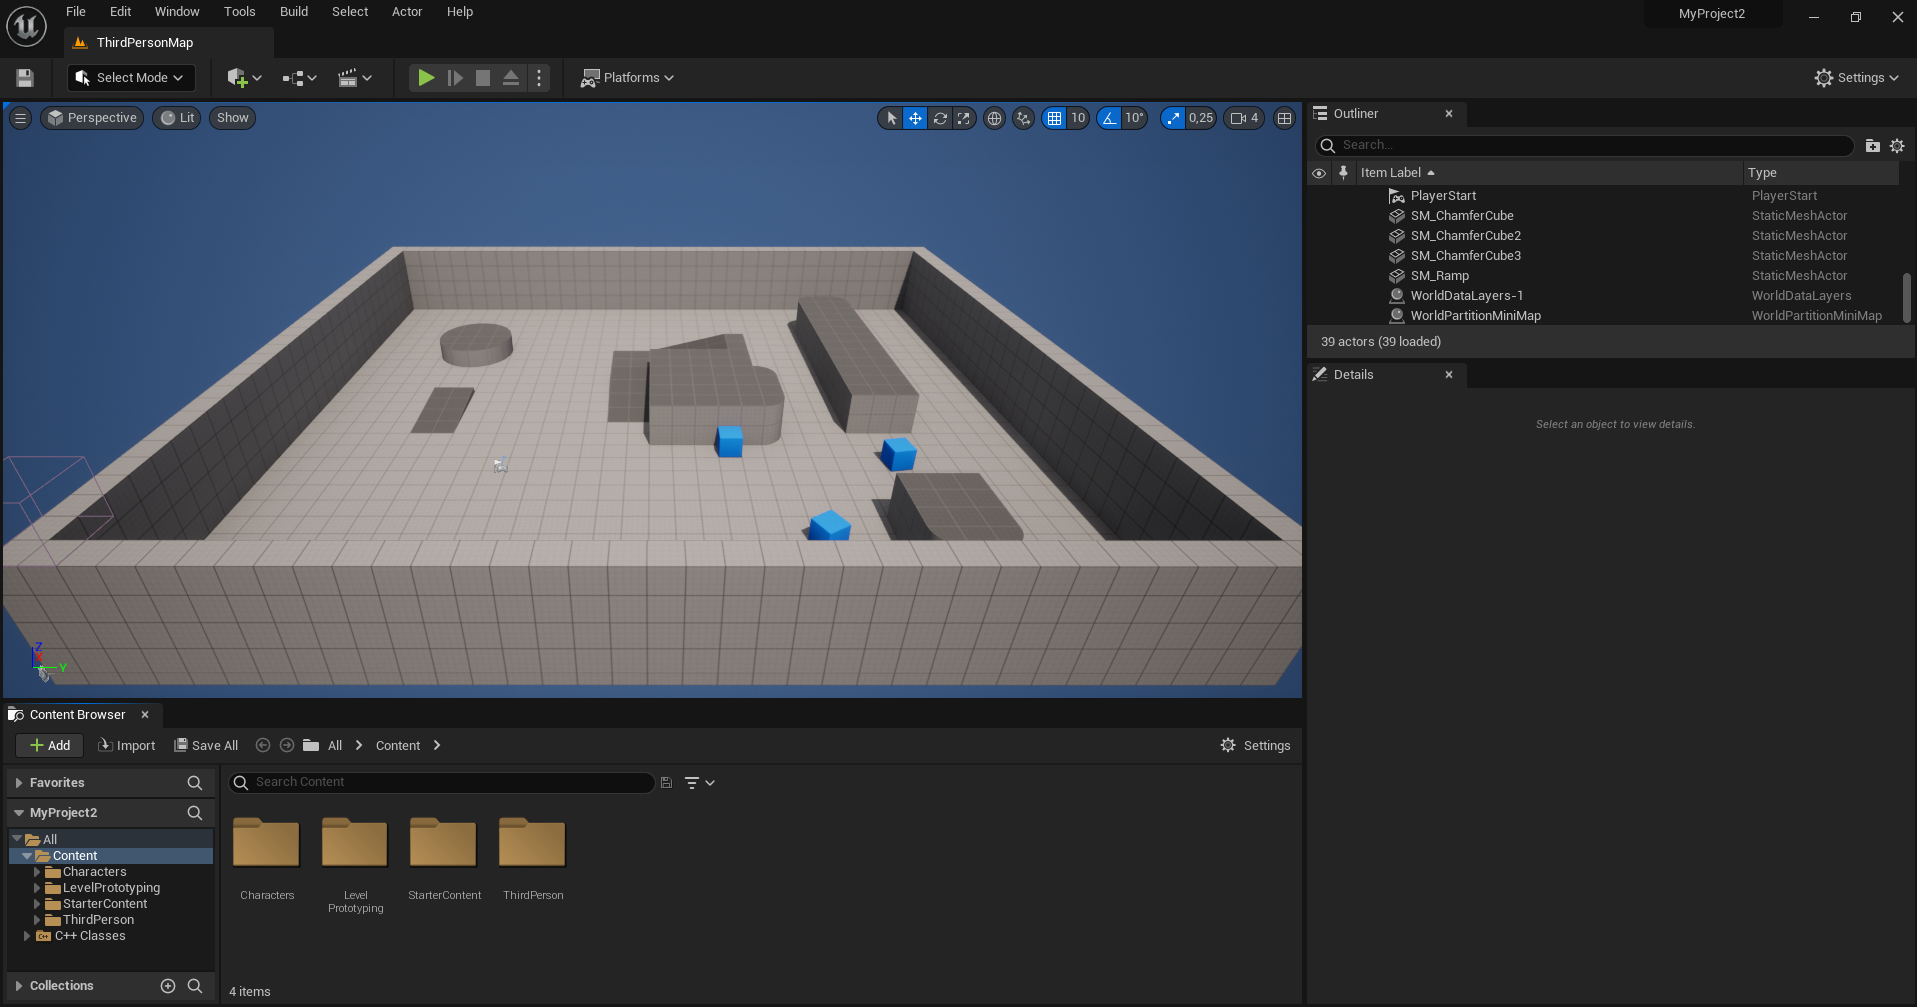 File Edit Window Tools Build Select Actor Help
MyProject2
ThirdPersonMap
Select Mode
Platforms
Settings
Perspective
Lit
Show
10
10°
0,25
4
Z
X
Y
Outliner
Search...
Item Label
Type
PlayerStart PlayerStart
SM_ChamferCube StaticMeshActor
SM_ChamferCube2 StaticMeshActor
SM_ChamferCube3 StaticMeshActor
SM_Ramp StaticMeshActor
WorldDataLayers-1 WorldDataLayers
WorldPartitionMiniMap WorldPartitionMiniMap
39 actors (39 loaded)
Details
Select an object to view details.
Content Browser
Add
Import
Save All
All
Content
Settings
Favorites
MyProject2
All
Content
Characters
LevelPrototyping
StarterContent
ThirdPerson
C++ Classes
Collections
Search Content
Characters
Level
Prototyping
StarterContent
ThirdPerson
4 items